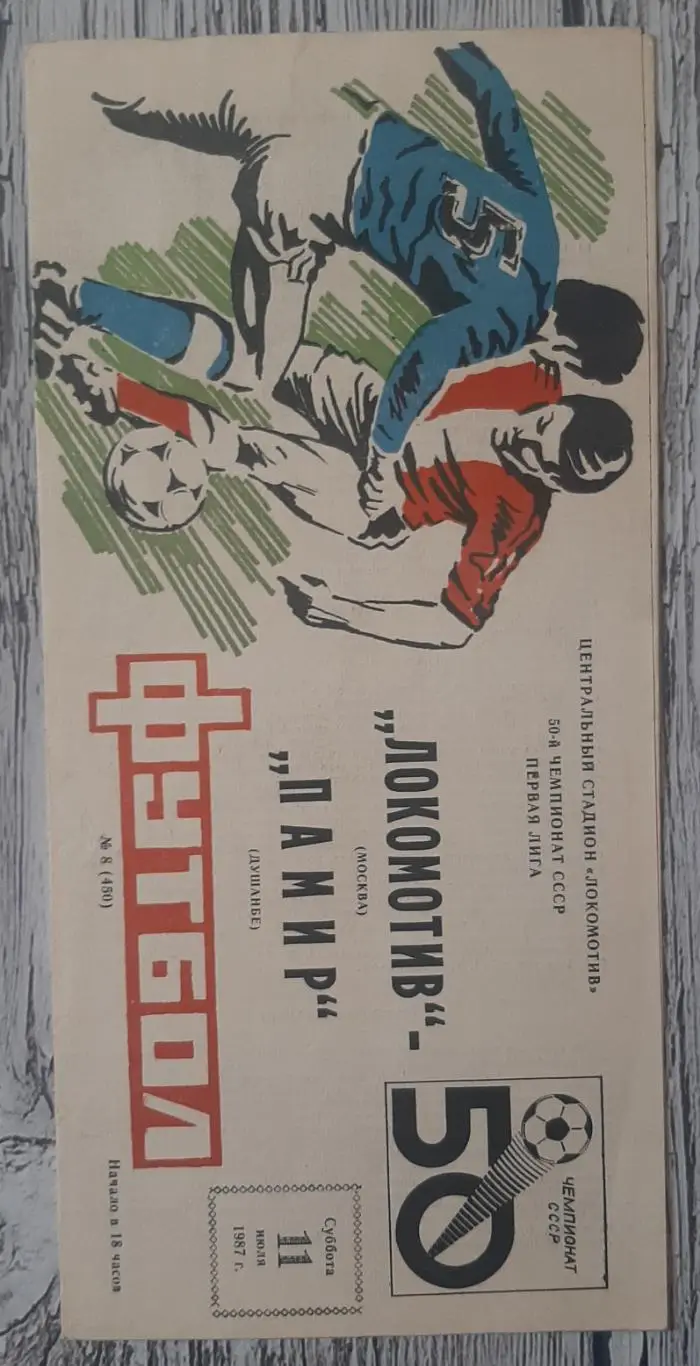 5
ЦЕНТРАЛЬНЫЙ СТАДИОН «ЛОКОМОТИВ»
50-й ЧЕМПИОНАТ СССР
ПЕРВАЯ ЛИГА
„ЛОКОМОТИВ“-
(МОСКВА)
„ПАМИР“
(ДУШАНБЕ)
ФУТБОЛ
№ 8 (450)
50
ЧЕМПИОНАТ
СССР
Суббота
11
июля
1987 г.
Начало в 18 часов